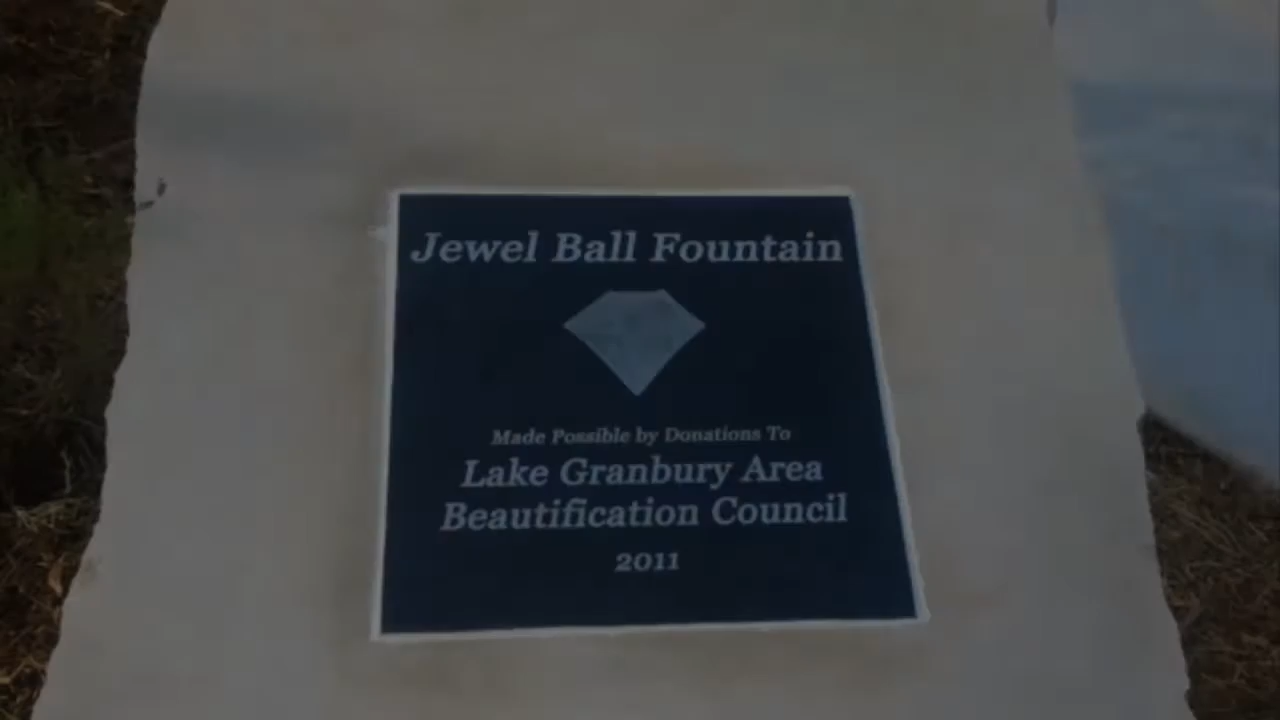 Jewel Ball Fountain
Made Possible by Donations To
Lake Granbury Area
Beautification Council
2011